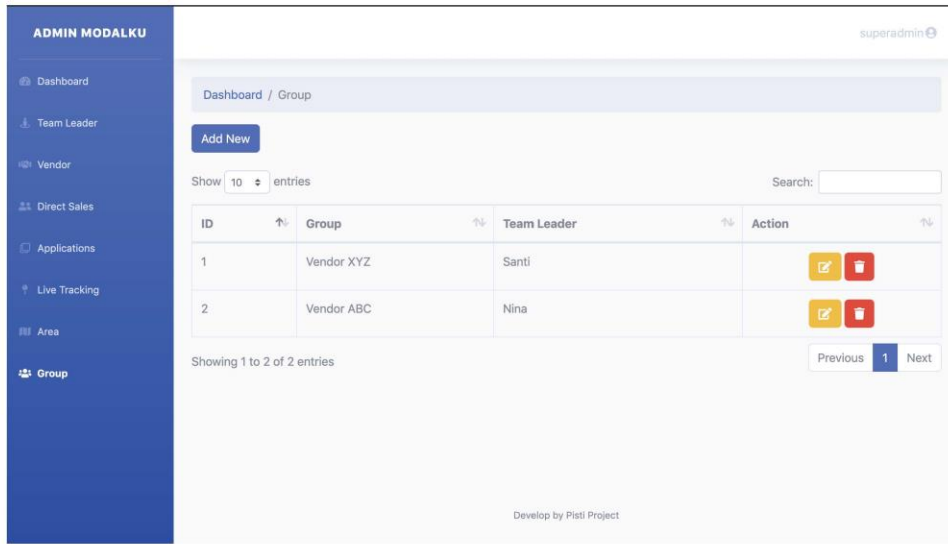 ADMIN MODALKU
superadmin
Dashboard
Team Leader
Vendor
Direct Sales
Applications
Live Tracking
Area
Group
Dashboard / Group
Add New
Show 10 entries
Search:
ID Group Team Leader Action
1 Vendor XYZ Santi
2 Vendor ABC Nina
Showing 1 to 2 of 2 entries
Previous 1 Next
Develop by Pisti Project